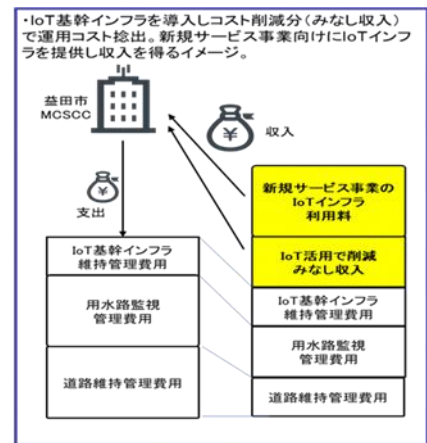 ・IoT基幹インフラを導入しコスト削減分（みなし収入）
で運用コスト捻出。新規サービス事業向けにIoTインフ
ラを提供し収入を得るイメージ。
益田市
MCSCC
¥
収入
¥
支出
新規サービス事業の
IoTインフラ
利用料
IoT活用で削減
みなし収入
IoT基幹インフラ
維持管理費用
用水路監視
管理費用
道路維持管理費用
IoT基幹インフラ
維持管理費用
用水路監視
管理費用
道路維持管理費用